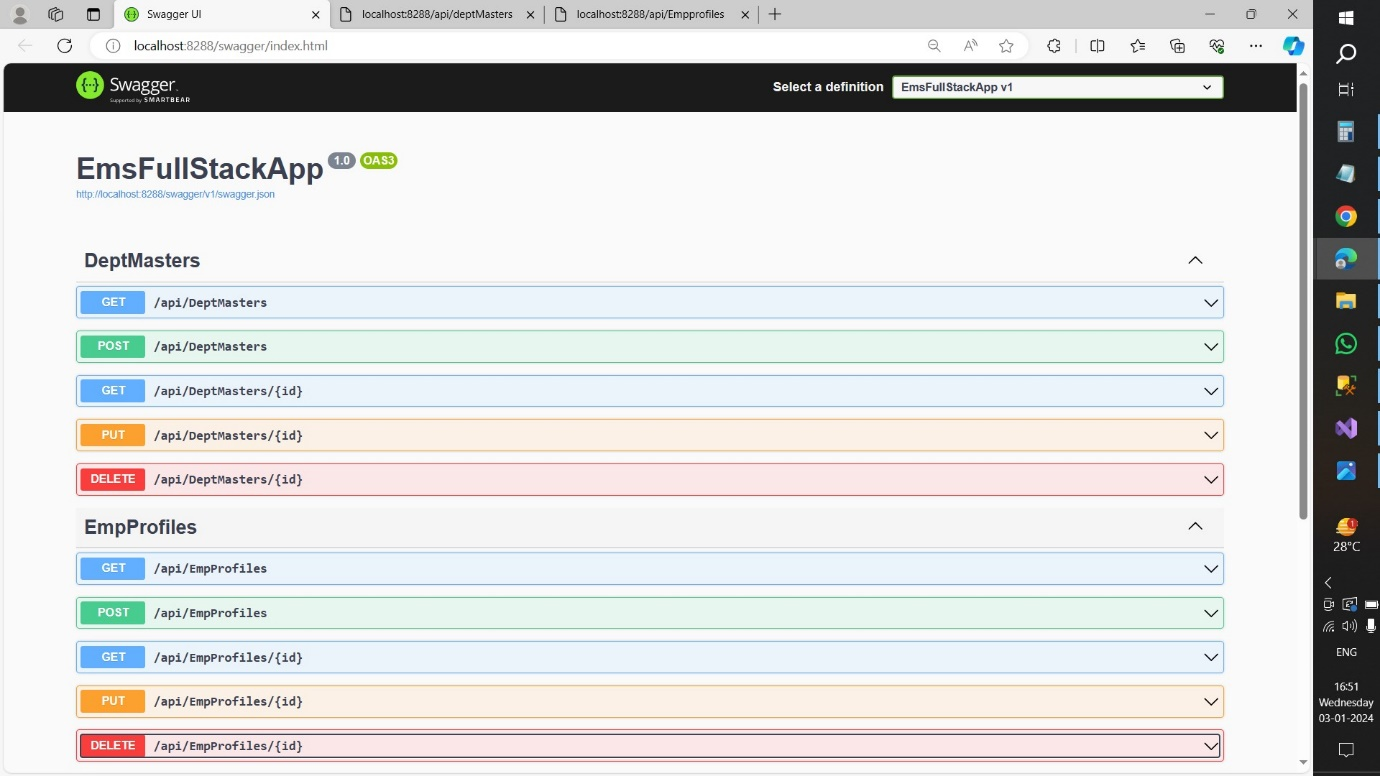 Swagger UI
localhost:8288/api/deptMasters
localhost:8288/api/Empprofiles
localhost:8288/swagger/index.html
Swagger.
Supported by SMARTBEAR
Select a definition
EmsFullStackApp v1
EmsFullStackApp 1.0 OAS3
http://localhost:8288/swagger/v1/swagger.json
DeptMasters
GET /api/DeptMasters
POST /api/DeptMasters
GET /api/DeptMasters/{id}
PUT /api/DeptMasters/{id}
DELETE /api/DeptMasters/{id}
EmpProfiles
GET /api/EmpProfiles
POST /api/EmpProfiles
GET /api/EmpProfiles/{id}
PUT /api/EmpProfiles/{id}
DELETE /api/EmpProfiles/{id}
1
28°C
ENG
16:51
Wednesday
03-01-2024